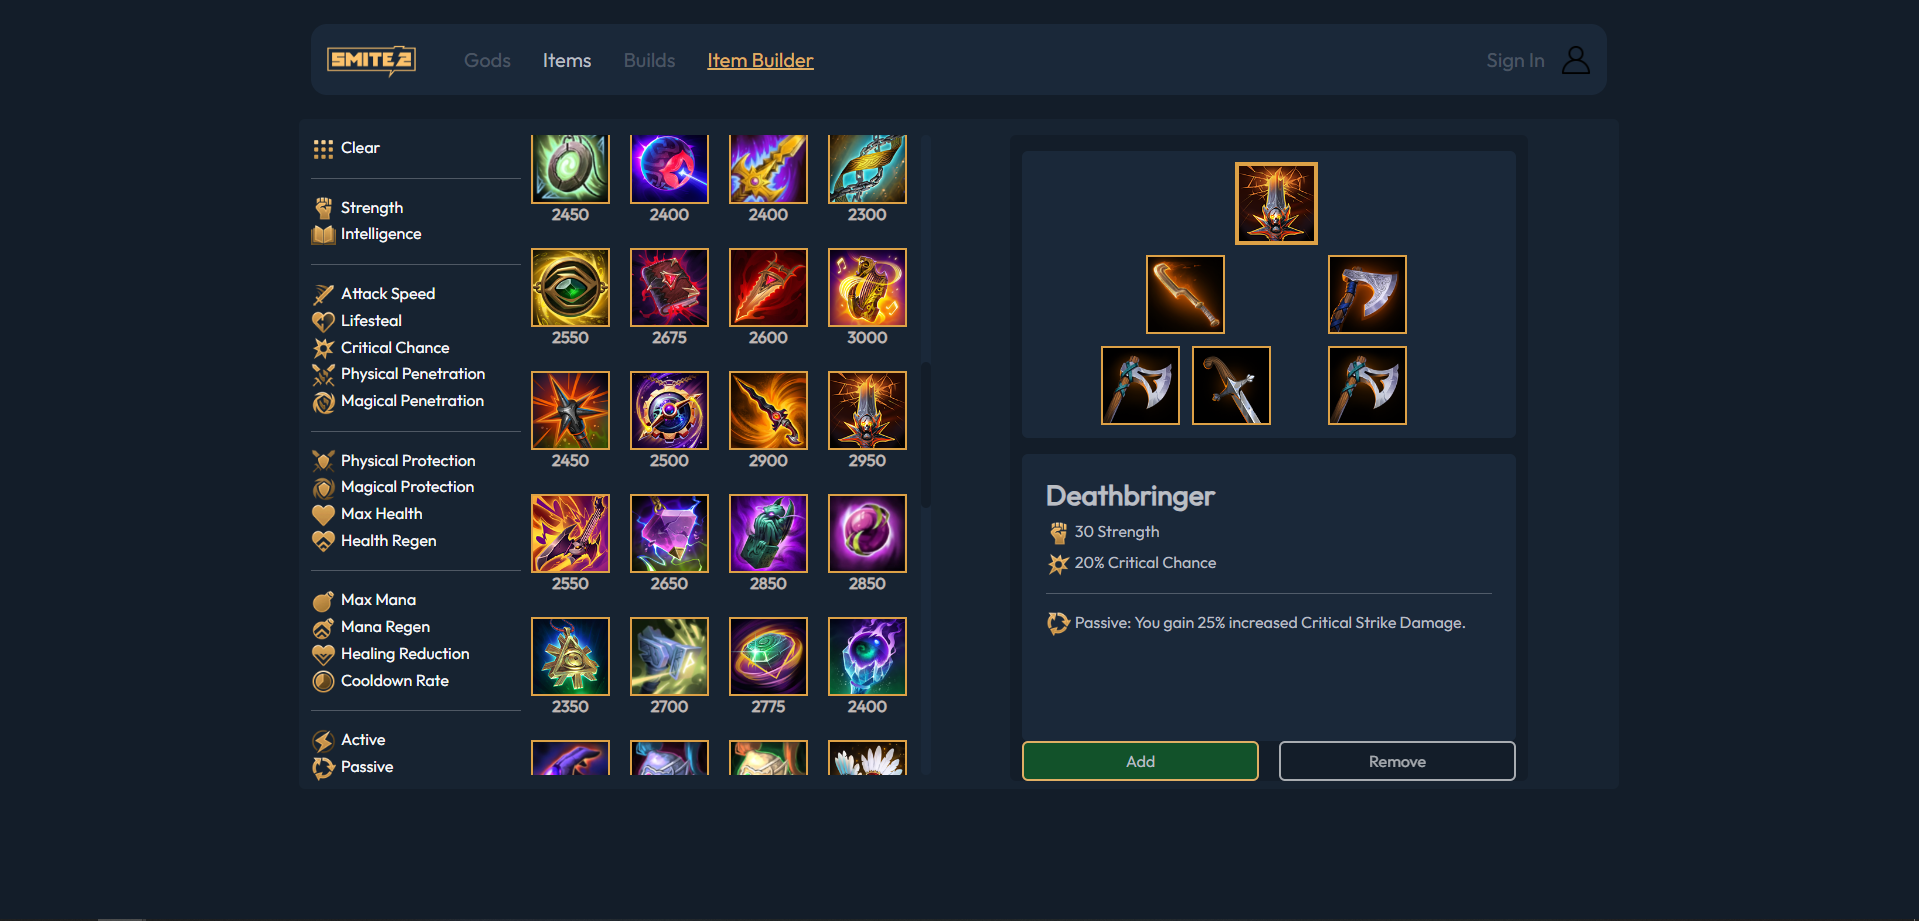 SMITE 2
Gods
Items
Builds
Item Builder
Sign In
Clear
Strength
Intelligence
Attack Speed
Lifesteal
Critical Chance
Physical Penetration
Magical Penetration
Physical Protection
Magical Protection
Max Health
Health Regen
Max Mana
Mana Regen
Healing Reduction
Cooldown Rate
Active
Passive
2450 2400 2400 2300
2550 2675 2600 3000
2450 2500 2900 2950
2550 2650 2850 2850
2350 2700 2775 2400
Deathbringer
30 Strength
20% Critical Chance
Passive: You gain 25% increased Critical Strike Damage.
Add
Remove